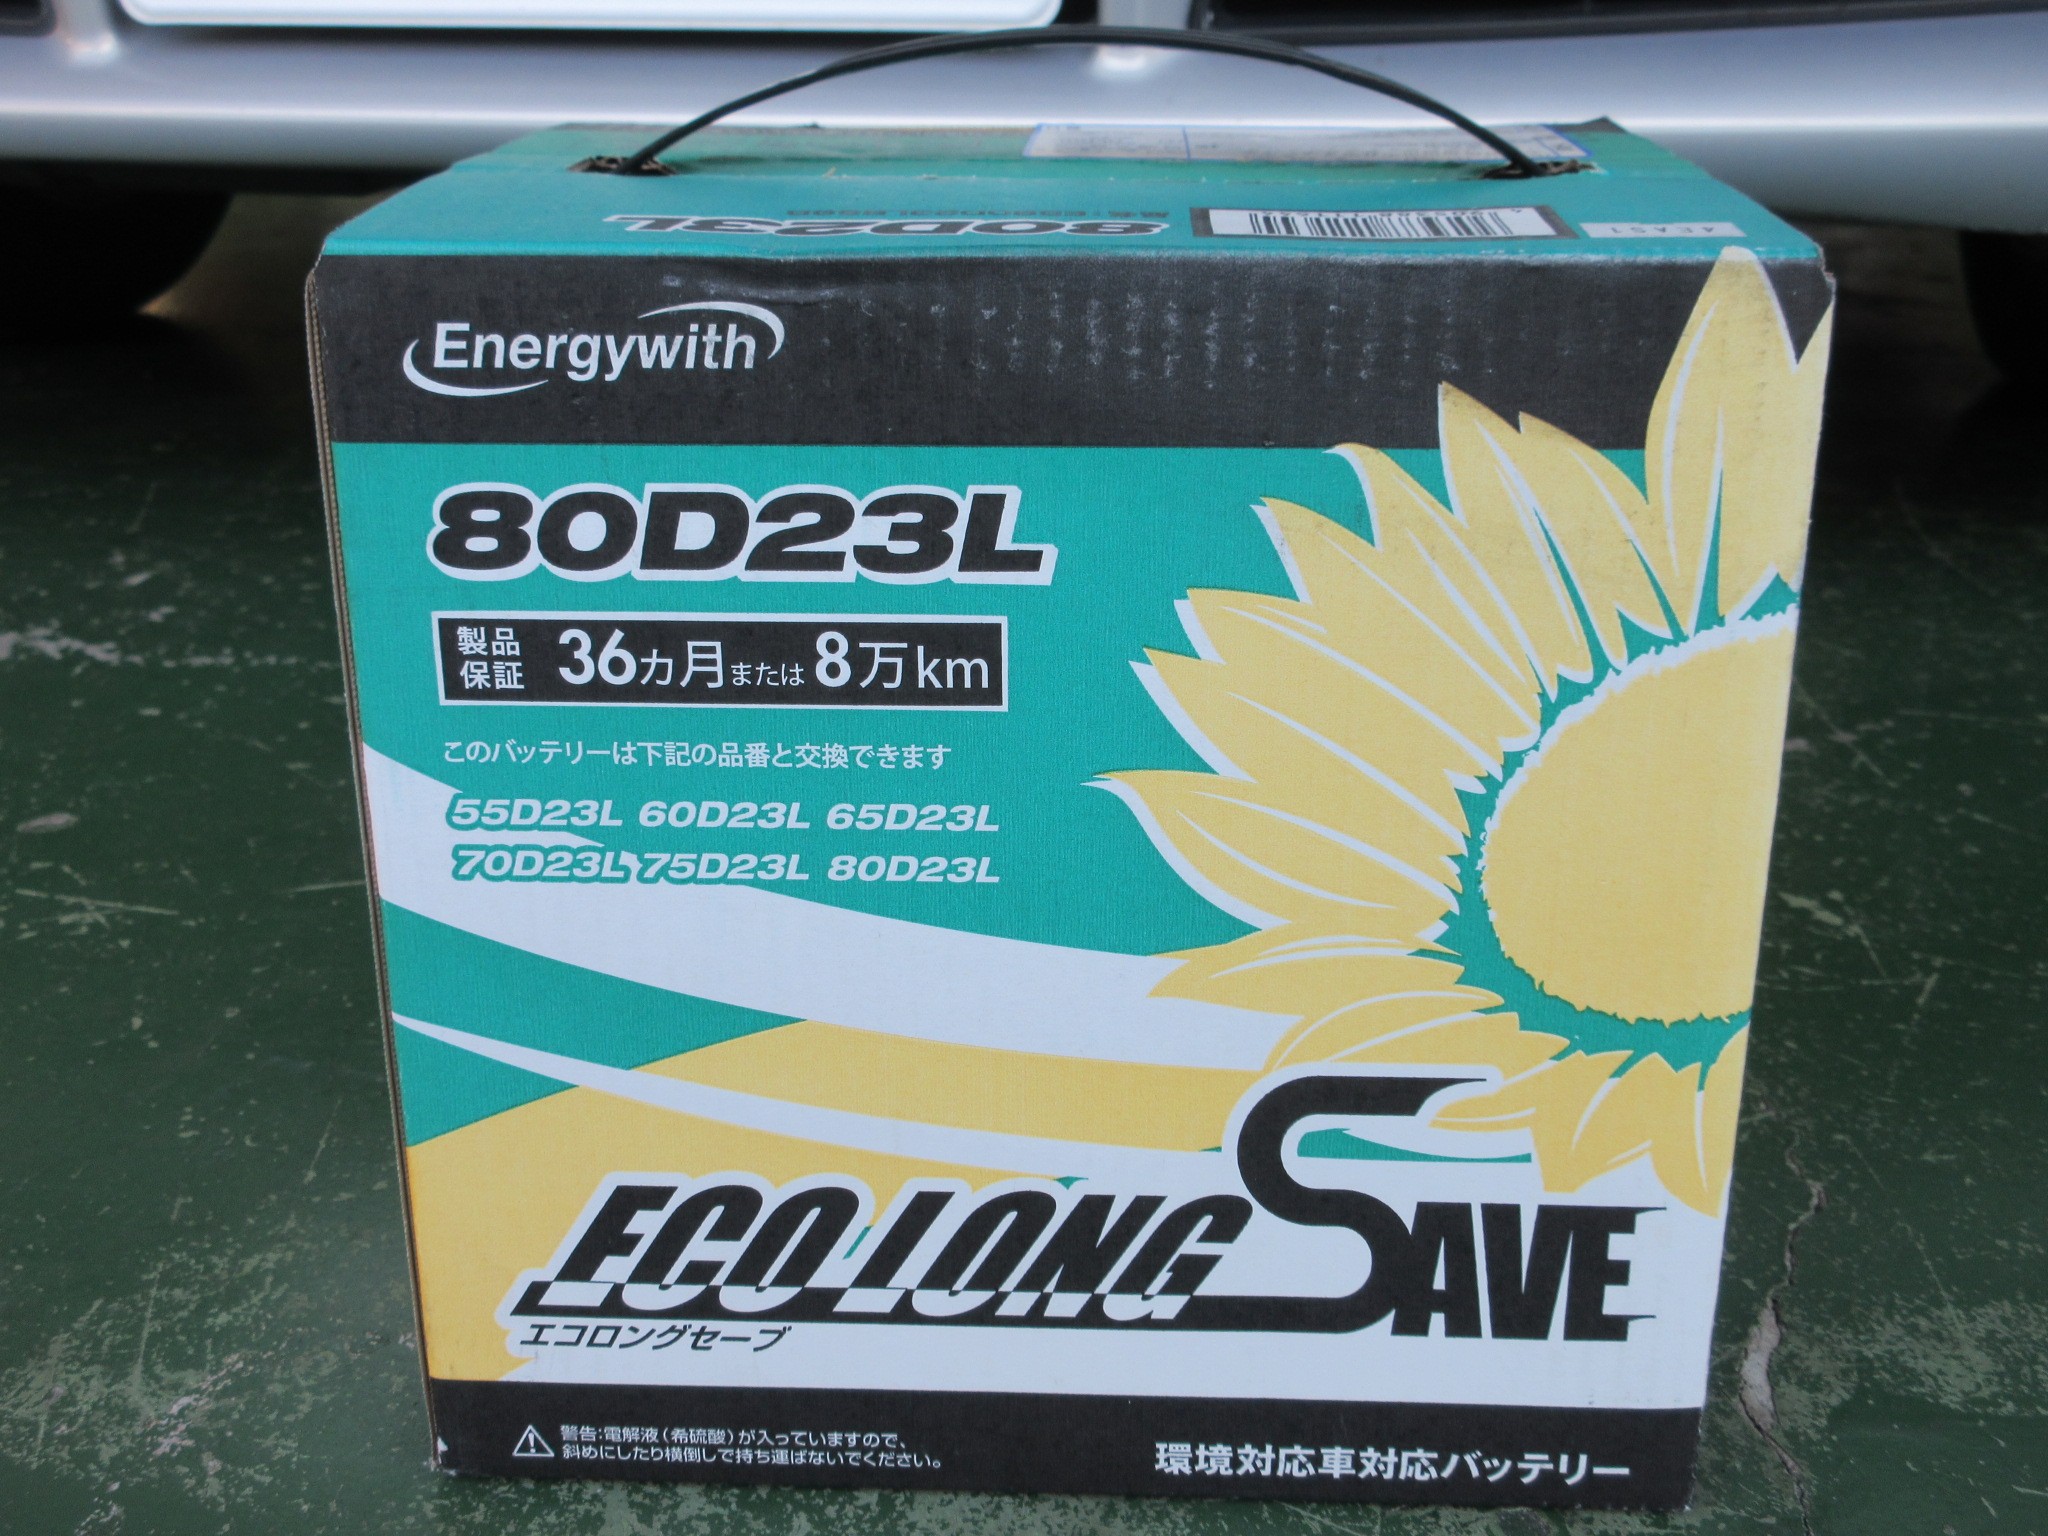 80D23L
4EAS1
Energywith
80D23L
製品保証 36カ月または8万km
このバッテリーは下記の品番と交換できます
55D23L 60D23L 65D23L
70D23L 75D23L 80D23L
ECO LONG SAVE
エコロングセーブ
警告:電解液(希硫酸)が入っていますので、
斜めにしたり横倒しで持ち運ばないでください。
環境対応車対応バッテリー